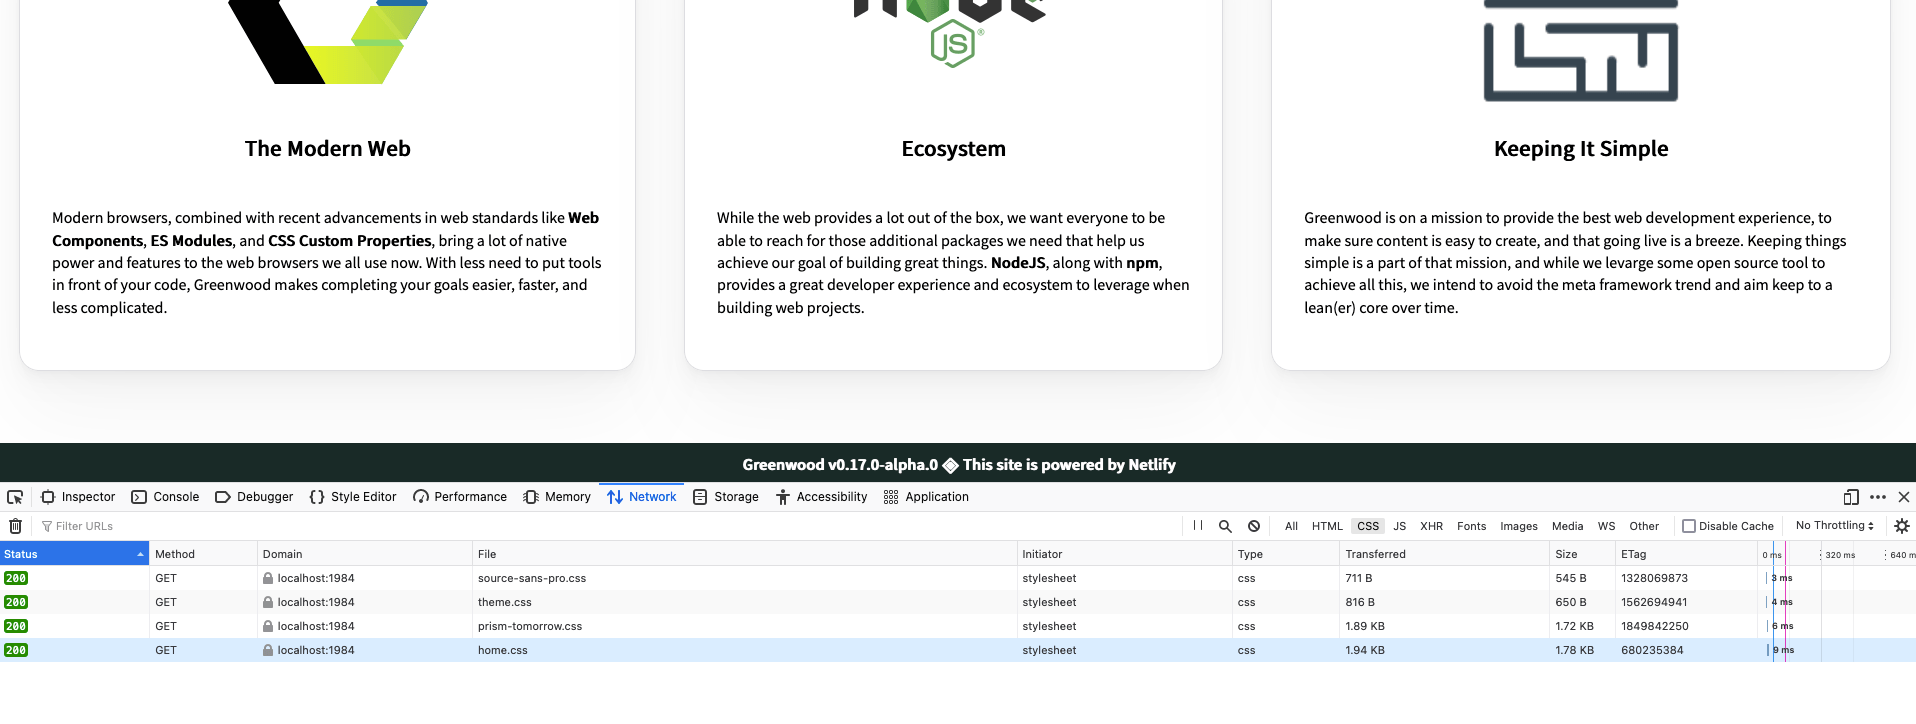 JS
®
The Modern Web
Modern browsers, combined with recent advancements in web standards like Web
Components, ES Modules, and CSS Custom Properties, bring a lot of native
power and features to the web browsers we all use now. With less need to put tools
in front of your code, Greenwood makes completing your goals easier, faster, and
less complicated.
Ecosystem
While the web provides a lot out of the box, we want everyone to be
able to reach for those additional packages we need that help us
achieve our goal of building great things. NodeJS, along with npm,
provides a great developer experience and ecosystem to leverage when
building web projects.
Keeping It Simple
Greenwood is on a mission to provide the best web development experience, to
make sure content is easy to create, and that going live is a breeze. Keeping things
simple is a part of that mission, and while we levarge some open source tool to
achieve all this, we intend to avoid the meta framework trend and aim keep to a
lean(er) core over time.
Greenwood v0.17.0-alpha.0 ◈ This site is powered by Netlify
Inspector Console Debugger Style Editor Performance Memory Network Storage Accessibility Application
Filter URLs All HTML CSS JS XHR Fonts Images Media WS Other Disable Cache No Throttling
Status Method Domain File Initiator Type Transferred Size ETag 0 ms 320 ms 640 m
200 GET localhost:1984 source-sans-pro.css stylesheet css 711 B 545 B 1328069873 3 ms
200 GET localhost:1984 theme.css stylesheet css 816 B 650 B 1562694941 4 ms
200 GET localhost:1984 prism-tomorrow.css stylesheet css 1.89 KB 1.72 KB 1849842250 6 ms
200 GET localhost:1984 home.css stylesheet css 1.94 KB 1.78 KB 680235384 9 ms